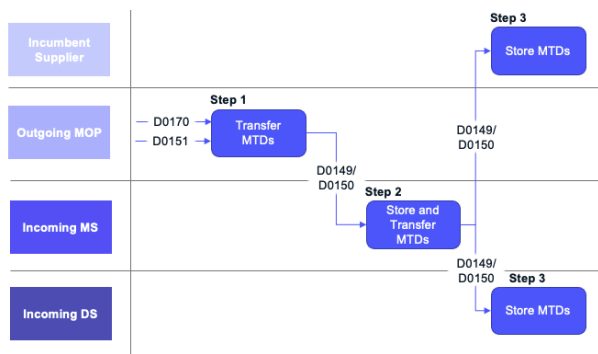 Step 3
Incumbent
Supplier
Store MTDs
Step 1
Outgoing MOP
D0170
D0151
Transfer
MTDs
D0149/
D0150
D0149/
D0150
Step 2
Incoming MS
Store and
Transfer
MTDs
D0149/
D0150
Step 3
Incoming DS
Store MTDs